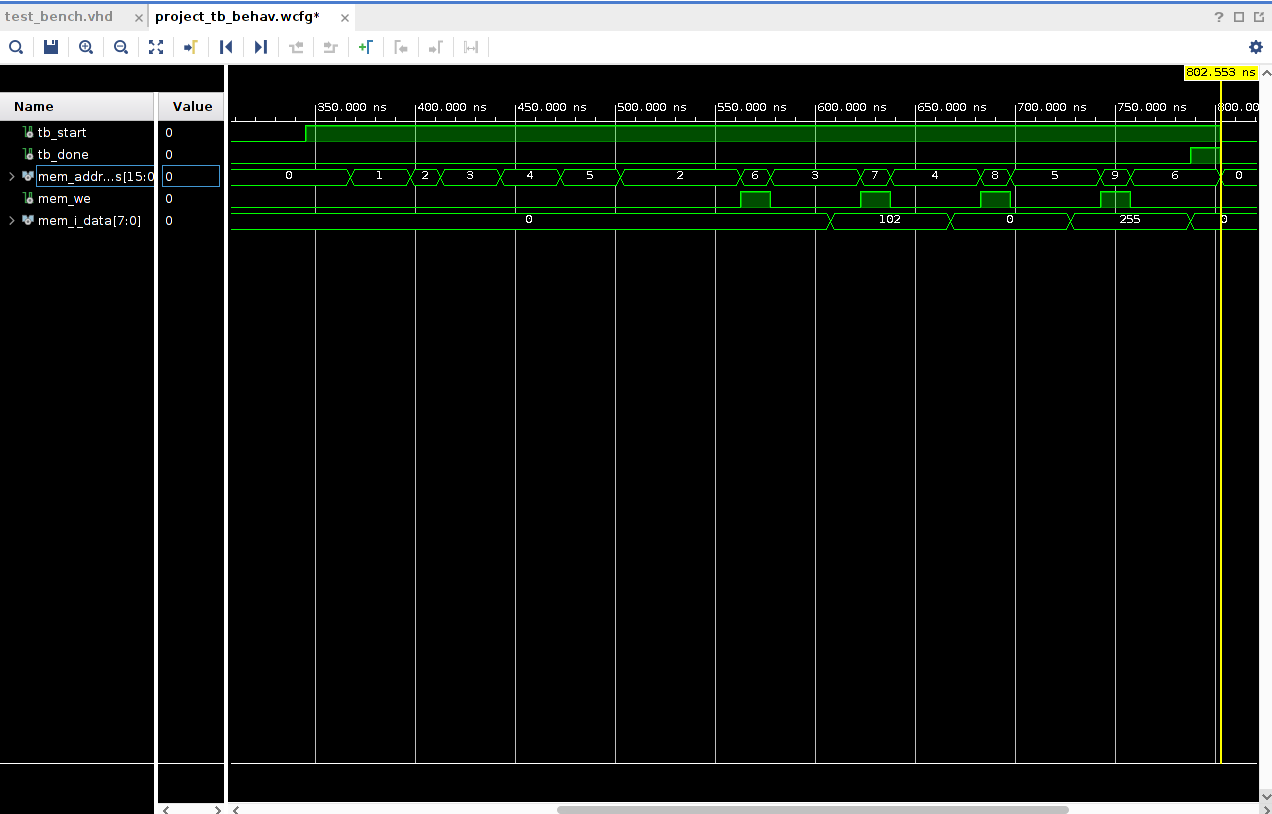 test_bench.vhd × project_tb_behav.wcfg* ×
?
802.553 ns
Name Value
350.000 ns 400.000 ns 450.000 ns 500.000 ns 550.000 ns 600.000 ns 650.000 ns 700.000 ns 750.000 ns 800.00
tb_start 0
tb_done 0
mem_addr...s[15:0 0 0 1 2 3 4 5 2 6 3 7 4 8 5 9 6 0
mem_we 0
mem_i_data[7:0] 0 0 102 0 255 0